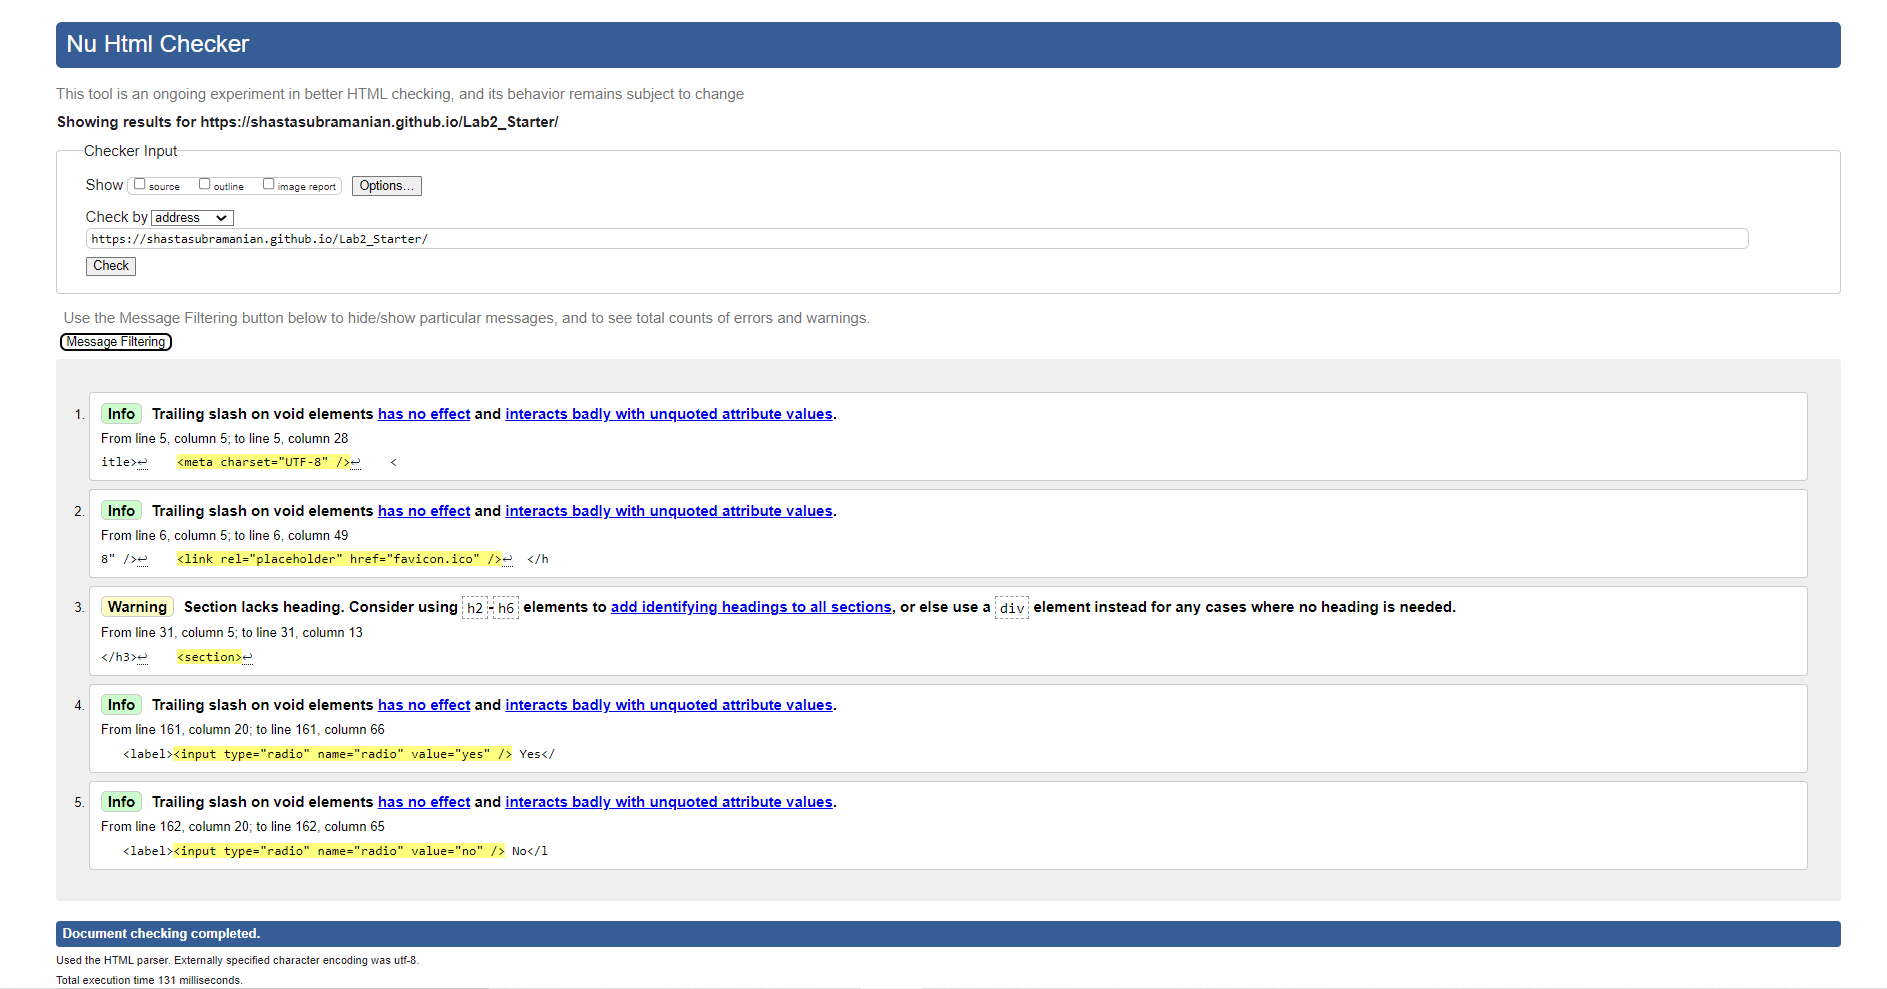 Nu Html Checker
This tool is an ongoing experiment in better HTML checking, and its behavior remains subject to change
Showing results for https://shastasubramanian.github.io/Lab2_Starter/
Checker Input
Show source outline image report Options...
Check by address
https://shastasubramanian.github.io/Lab2_Starter/
Check
Use the Message Filtering button below to hide/show particular messages, and to see total counts of errors and warnings.
Message Filtering
1. Info Trailing slash on void elements has no effect and interacts badly with unquoted attribute values.
From line 5, column 5; to line 5, column 28
itle>↩ <meta charset="UTF-8" />↩ <
2. Info Trailing slash on void elements has no effect and interacts badly with unquoted attribute values.
From line 6, column 5; to line 6, column 49
8" />↩ <link rel="placeholder" href="favicon.ico" />↩ </h
3. Warning Section lacks heading. Consider using h2-h6 elements to add identifying headings to all sections, or else use a div element instead for any cases where no heading is needed.
From line 31, column 5; to line 31, column 13
</h3>↩ <section>↩
4. Info Trailing slash on void elements has no effect and interacts badly with unquoted attribute values.
From line 161, column 20; to line 161, column 66
<label><input type="radio" name="radio" value="yes" /> Yes</
5. Info Trailing slash on void elements has no effect and interacts badly with unquoted attribute values.
From line 162, column 20; to line 162, column 65
<label><input type="radio" name="radio" value="no" /> No</l
Document checking completed.
Used the HTML parser. Externally specified character encoding was utf-8.
Total execution time 131 milliseconds.